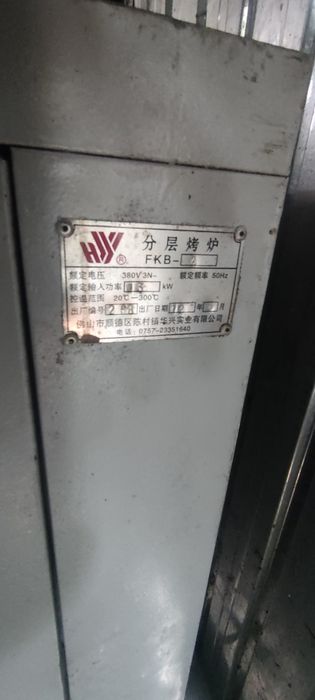 HXY®
分层烤炉
FKB-2
额定电压 380V 3N~ 额定频率 50Hz
额定输入功率 kW
控温范围 20℃—300℃
出厂编号 出厂日期 年 月
佛山市顺德区陈村镇华兴实业有限公司
电话:0757-23351640